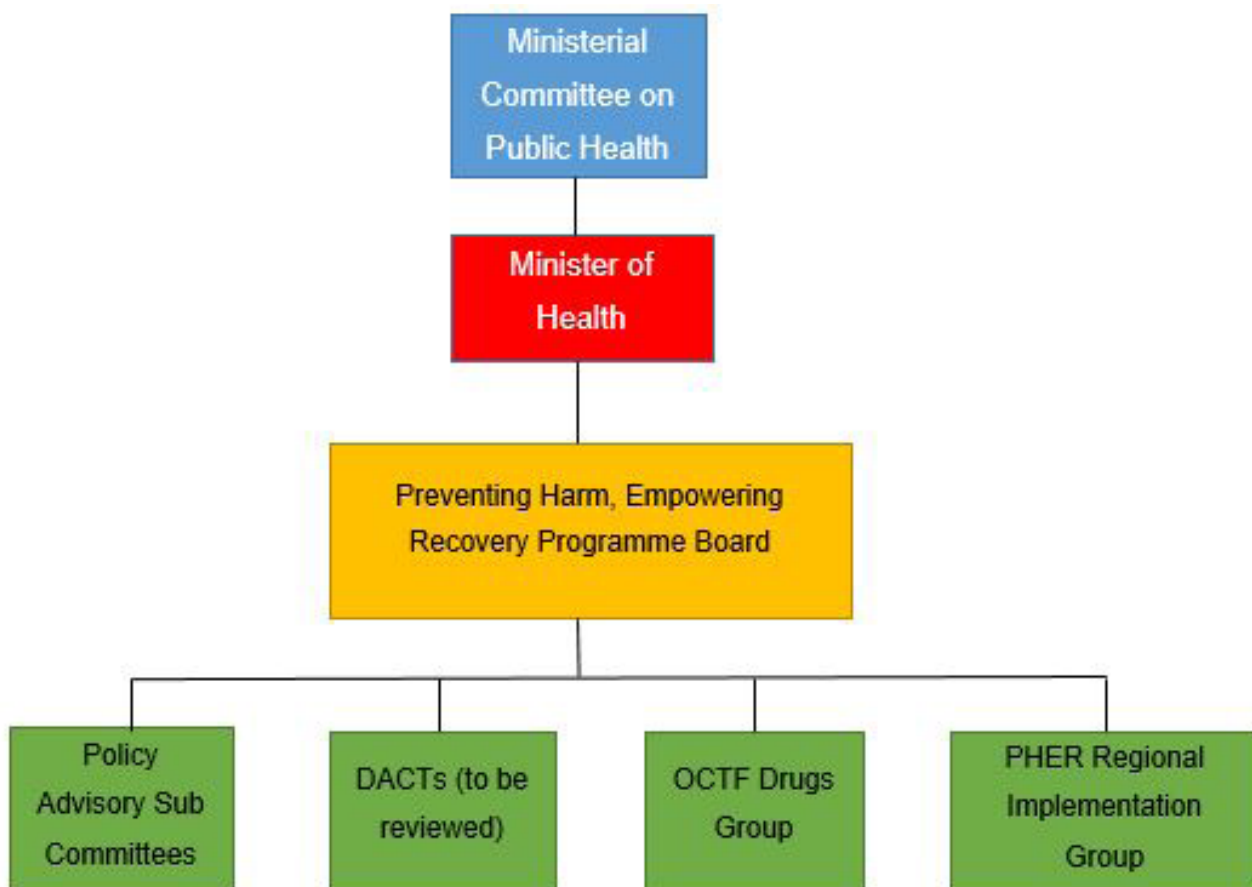 Ministerial
Committee on
Public Health
Minister of
Health
Preventing Harm, Empowering
Recovery Programme Board
Policy
Advisory Sub
Committees
DACTs (to be
reviewed)
OCTF Drugs
Group
PHER Regional
Implementation
Group